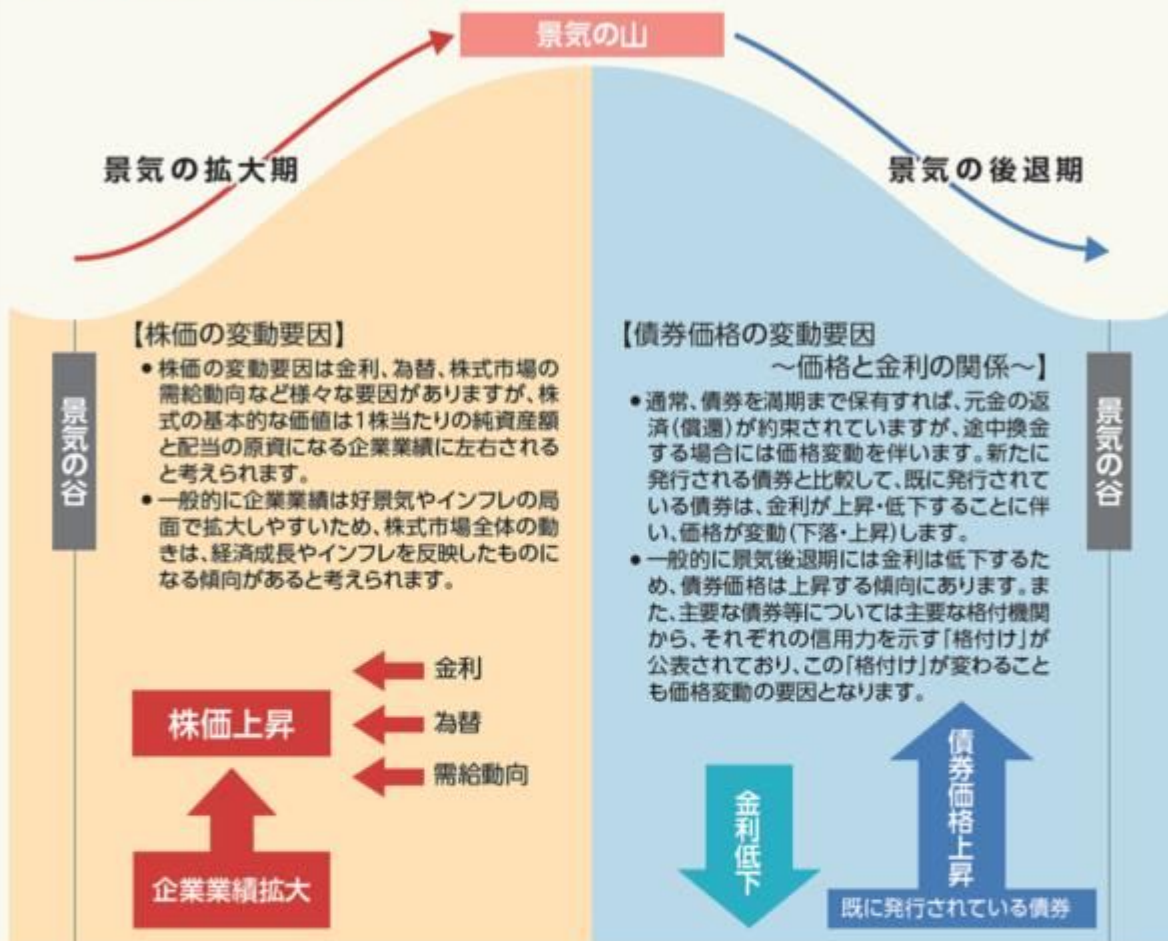 景気の山
景気の拡大期
景気の後退期
景気の谷
【株価の変動要因】
●株価の変動要因は金利、為替、株式市場の
需給動向など様々な要因がありますが、株
式の基本的な価値は1株当たりの純資産額
と配当の原資になる企業業績に左右される
と考えられます。
●一般的に企業業績は好景気やインフレの局
面で拡大しやすいため、株式市場全体の動
きは、経済成長やインフレを反映したものに
なる傾向があると考えられます。
金利
株価上昇
為替
需給動向
企業業績拡大
【債券価格の変動要因
～価格と金利の関係～】
●通常、債券を満期まで保有すれば、元金の返
済(償還)が約束されていますが、途中換金
する場合には価格変動を伴います。新たに
発行される債券と比較して、既に発行されて
いる債券は、金利が上昇・低下することに伴
い、価格が変動(下落・上昇)します。
●一般的に景気後退期には金利は低下するた
め、債券価格は上昇する傾向にあります。ま
た、主要な債券等については主要な格付機関
から、それぞれの信用力を示す「格付け」が
公表されており、この「格付け」が変わること
も価格変動の要因となります。
金利低下
債券価格上昇
既に発行されている債券
景気の谷